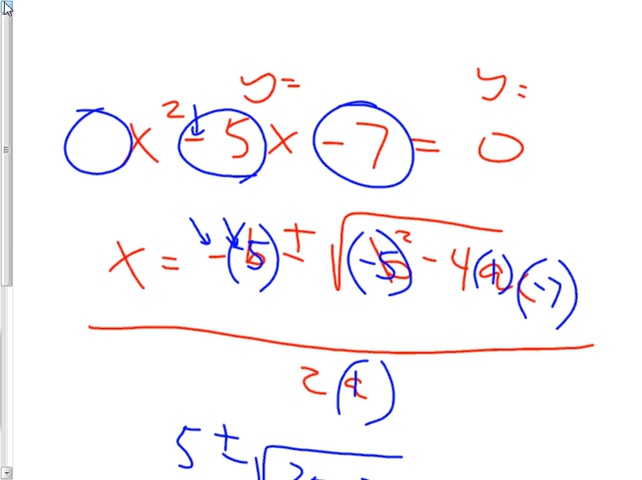 y= y=
x² - 5x - 7 = 0
x = -(-5) ± √(-5)² - 4(1)(-7)
2(1)
5 ± √